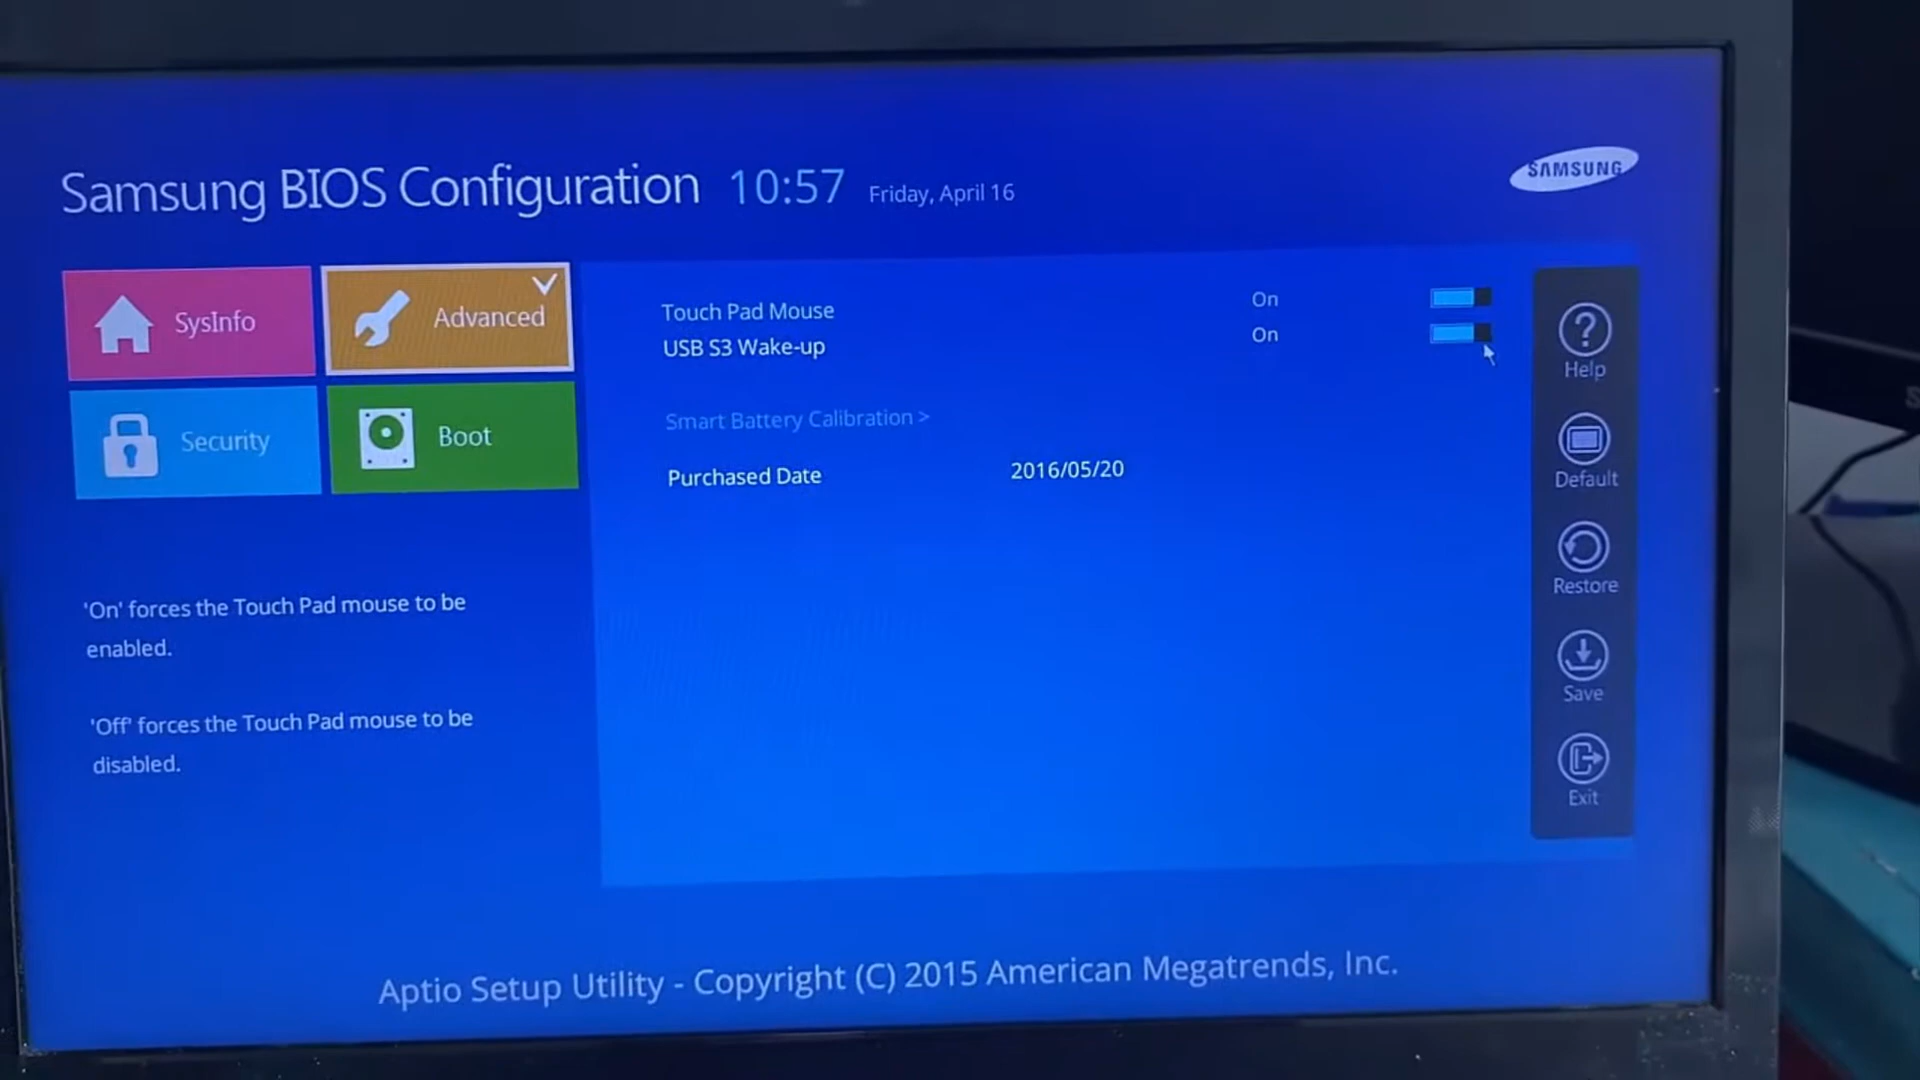 Samsung BIOS Configuration 10:57 Friday, April 16
SAMSUNG
SysInfo
Advanced
Security
Boot
Touch Pad Mouse On
USB S3 Wake-up On
Smart Battery Calibration >
Purchased Date 2016/05/20
'On' forces the Touch Pad mouse to be
enabled.
'Off' forces the Touch Pad mouse to be
disabled.
Help
Default
Restore
Save
Exit
Aptio Setup Utility - Copyright (C) 2015 American Megatrends, Inc.